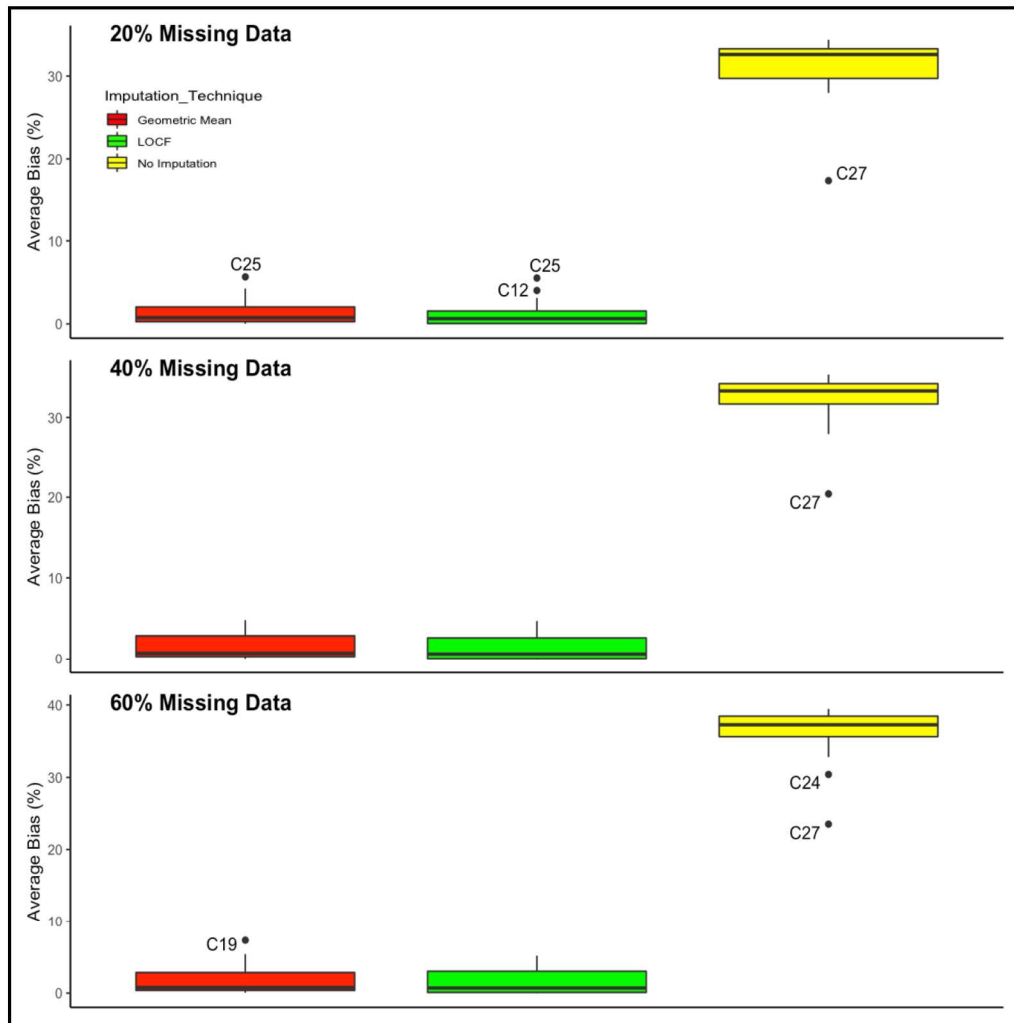 20% Missing Data
Average Bias (%)
30
20
10
0
Imputation_Technique
Geometric Mean
LOCF
No Imputation
C25
C25
C12
C27
40% Missing Data
Average Bias (%)
30
20
10
0
C27
60% Missing Data
Average Bias (%)
40
30
20
10
0
C19
C24
C27